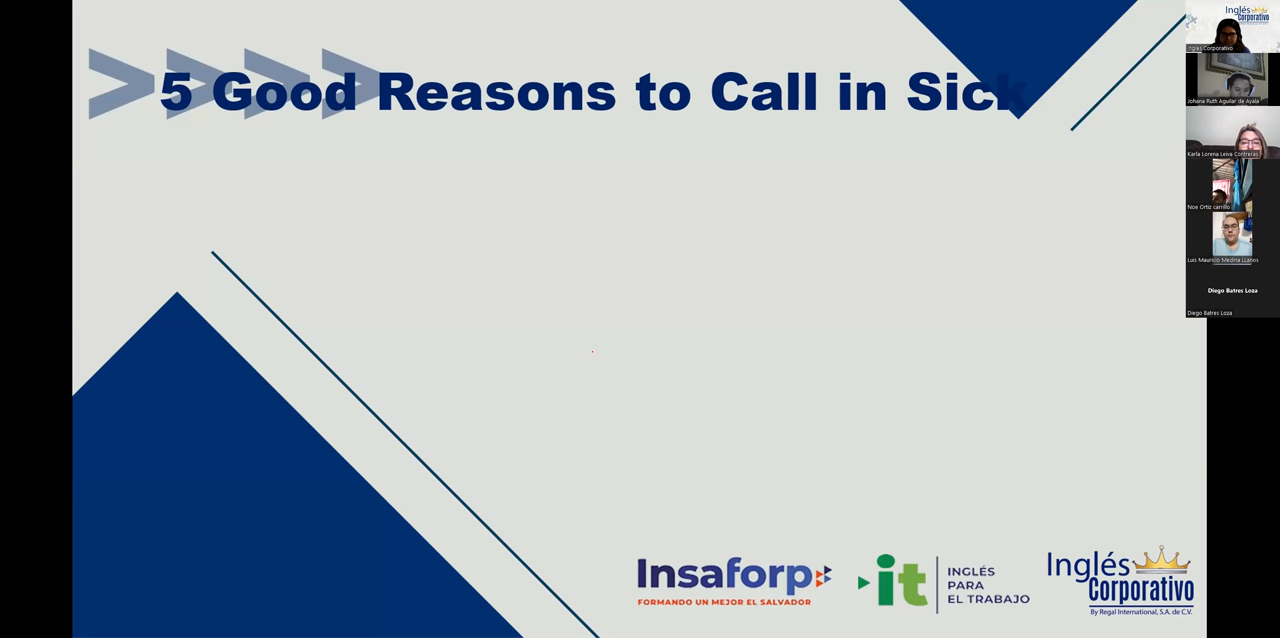 >>>>
5 Good Reasons to Call in Sick
Insaforp
FORMANDO UN MEJOR EL SALVADOR
it
INGLÉS
PARA
EL TRABAJO
Inglés
Corporativo
By Regal International, S.A. de C.V.
Inglés
Corporativo
Ingles Corporativo
Johana Ruth Aguilar de Ayala
Karla Lorena Leiva Contreras
Noe Ortiz carrillo
Luis Mauricio Medina LLanos
Diego Batres Loza
Diego Batres Loza